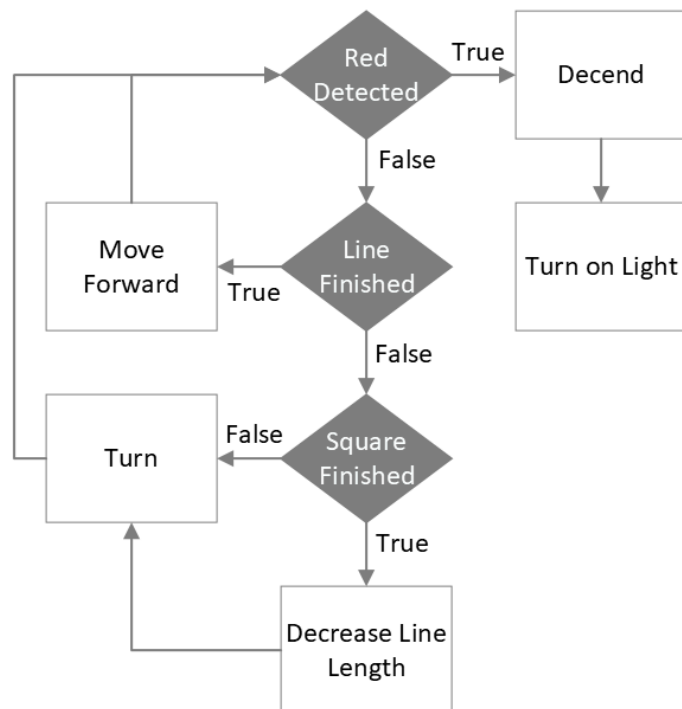 Red
Detected
True
Decend
False
Move
Forward
True
Line
Finished
Turn on Light
False
Turn
False
Square
Finished
True
Decrease Line
Length